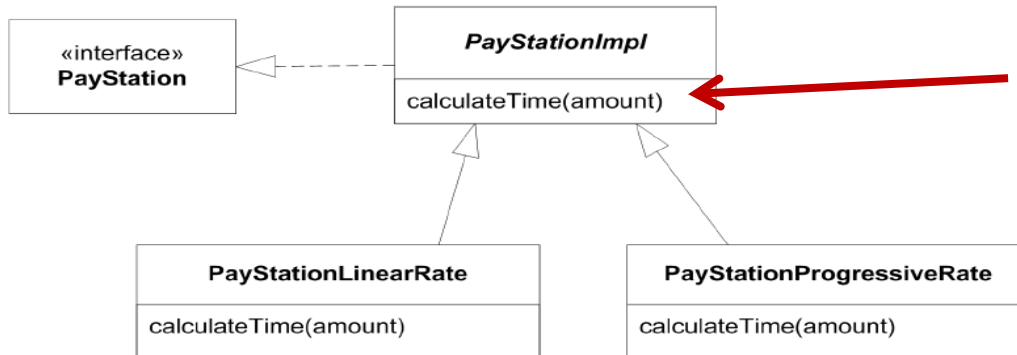 «interface»
PayStation
PayStationImpl
calculateTime(amount)
PayStationLinearRate
calculateTime(amount)
PayStationProgressiveRate
calculateTime(amount)